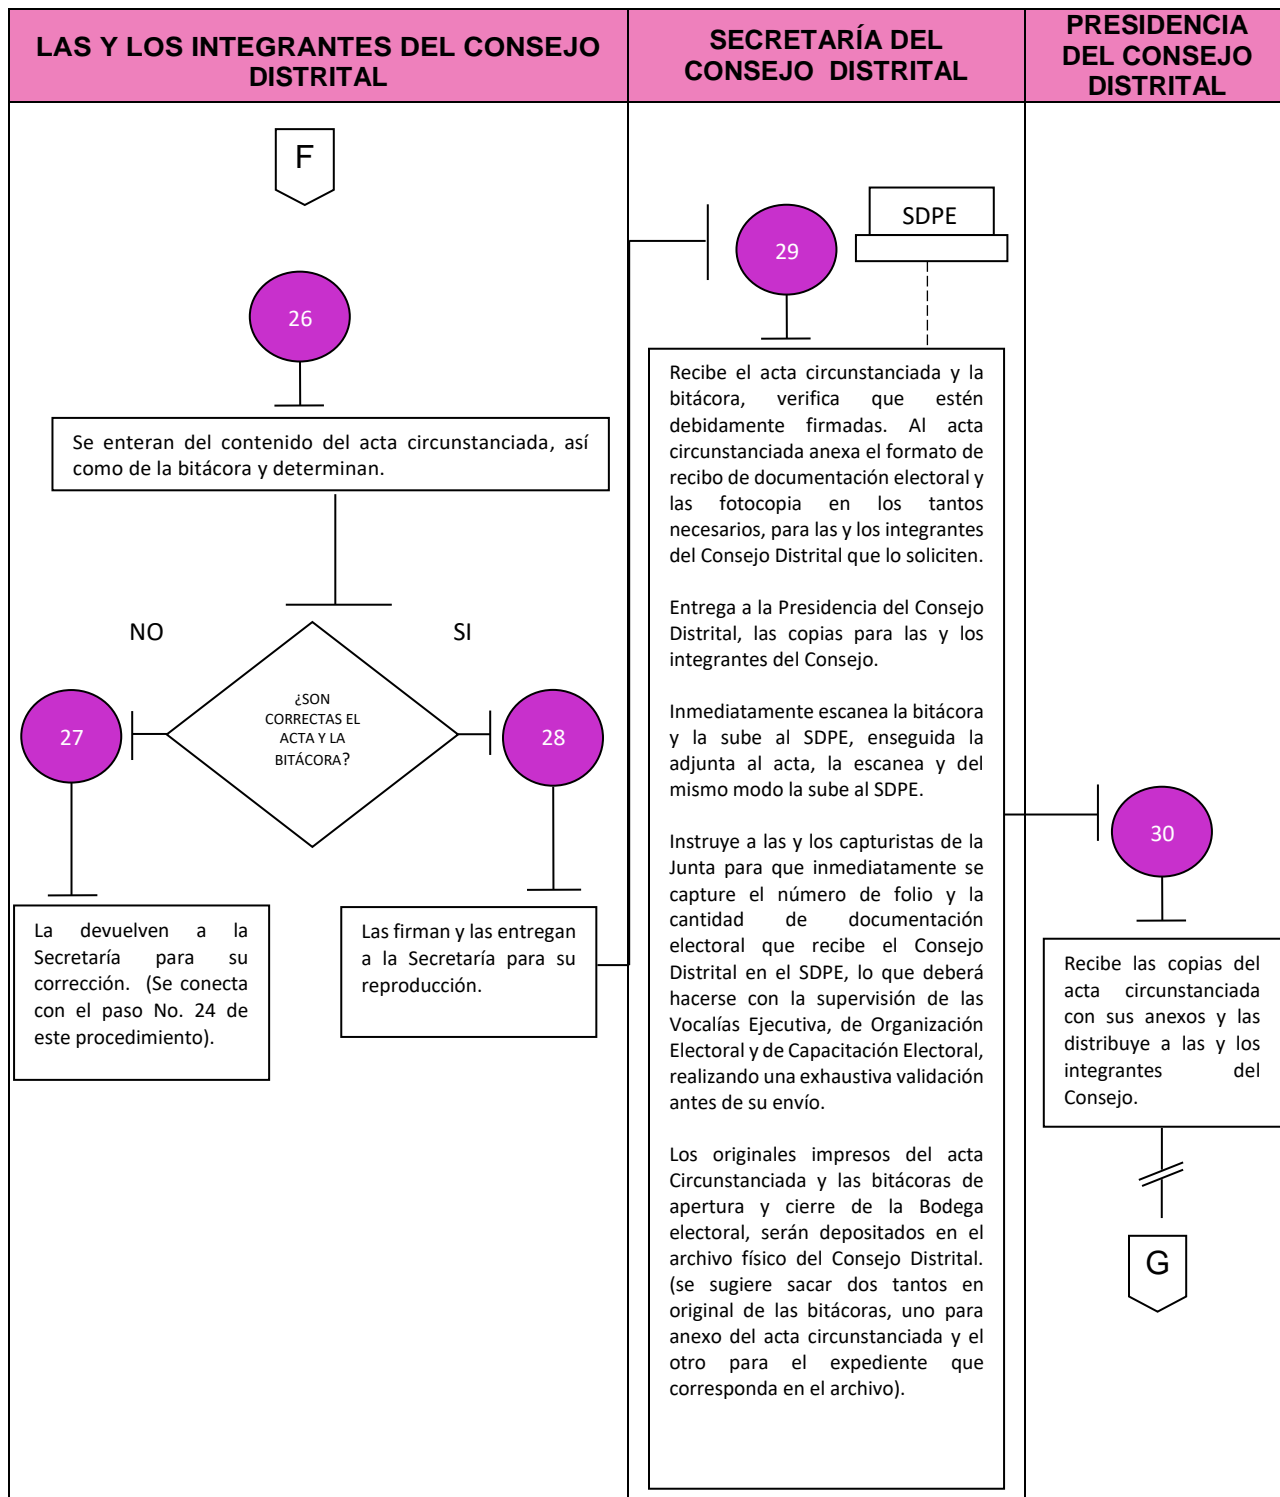 LAS Y LOS INTEGRANTES DEL CONSEJO
DISTRITAL
SECRETARÍA DEL
CONSEJO DISTRITAL
PRESIDENCIA
DEL CONSEJO
DISTRITAL
F
26
Se enteran del contenido del acta circunstanciada, así
como de la bitácora y determinan.
NO
SI
¿SON
CORRECTAS EL
ACTA Y LA
BITÁCORA?
27
28
La devuelven a la
Secretaría para su
corrección. (Se conecta
con el paso No. 24 de
este procedimiento).
Las firman y las entregan
a la Secretaría para su
reproducción.
29
SDPE
Recibe el acta circunstanciada y la
bitácora, verifica que estén
debidamente firmadas. Al acta
circunstanciada anexa el formato de
recibo de documentación electoral y
las fotocopia en los tantos
necesarios, para las y los integrantes
del Consejo Distrital que lo soliciten.
Entrega a la Presidencia del Consejo
Distrital, las copias para las y los
integrantes del Consejo.
Inmediatamente escanea la bitácora
y la sube al SDPE, enseguida la
adjunta al acta, la escanea y del
mismo modo la sube al SDPE.
Instruye a las y los capturistas de la
Junta para que inmediatamente se
capture el número de folio y la
cantidad de documentación
electoral que recibe el Consejo
Distrital en el SDPE, lo que deberá
hacerse con la supervisión de las
Vocalías Ejecutiva, de Organización
Electoral y de Capacitación Electoral,
realizando una exhaustiva validación
antes de su envío.
Los originales impresos del acta
Circunstanciada y las bitácoras de
apertura y cierre de la Bodega
electoral, serán depositados en el
archivo físico del Consejo Distrital.
(se sugiere sacar dos tantos en
original de las bitácoras, uno para
anexo del acta circunstanciada y el
otro para el expediente que
corresponda en el archivo).
30
Recibe las copias del
acta circunstanciada
con sus anexos y las
distribuye a las y los
integrantes del
Consejo.
G